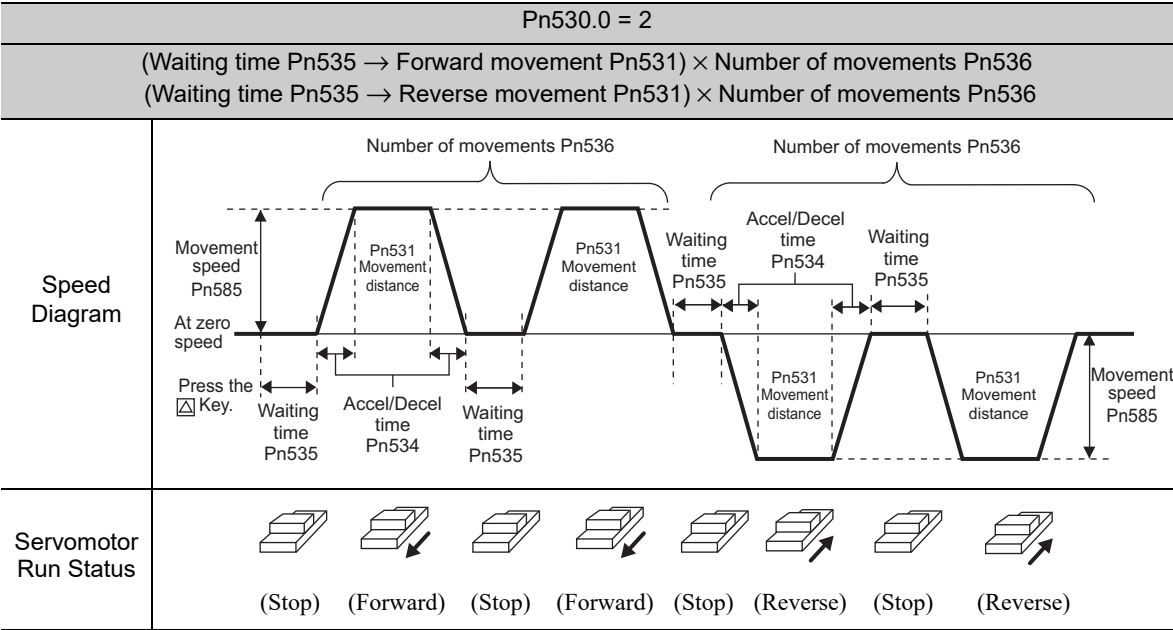 Pn530.0 = 2
(Waiting time Pn535 → Forward movement Pn531) × Number of movements Pn536
(Waiting time Pn535 → Reverse movement Pn531) × Number of movements Pn536
Speed
Diagram
Number of movements Pn536
Number of movements Pn536
Movement
speed
Pn585
Pn531
Movement
distance
Pn531
Movement
distance
Waiting
time
Pn535
Accel/Decel
time
Pn534
Waiting
time
Pn535
At zero
speed
Press the
△ Key.
Waiting
time
Pn535
Accel/Decel
time
Pn534
Waiting
time
Pn535
Pn531
Movement
distance
Pn531
Movement
distance
Movement
speed
Pn585
Servomotor
Run Status
(Stop) (Forward) (Stop) (Forward) (Stop) (Reverse) (Stop) (Reverse)